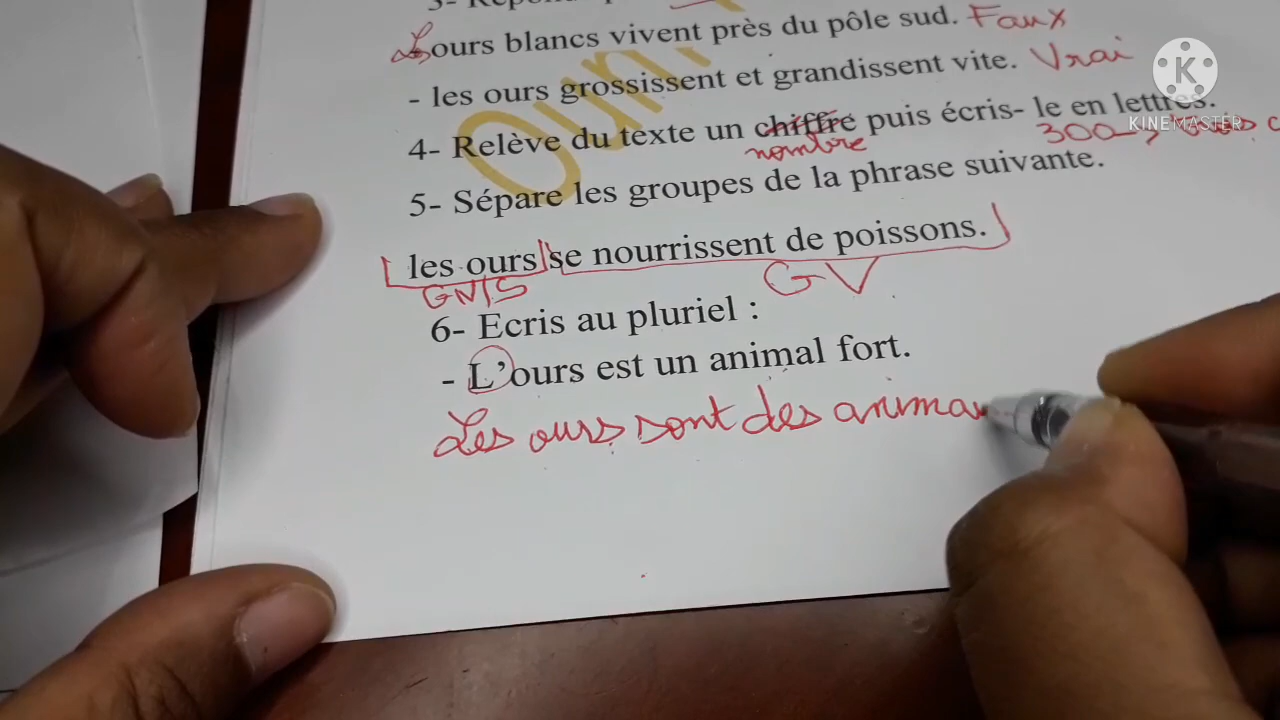 3- Répond
Les ours blancs vivent près du pôle sud. Faux
- les ours grossissent et grandissent vite. Vrai
4- Relève du texte un chiffre puis écris- le en lettres.
nombre 300
5- Sépare les groupes de la phrase suivante.
les ours se nourrissent de poissons.
GN/S GV
6- Ecris au pluriel :
- L'ours est un animal fort.
Les ours sont des animau
K
KINEMASTER